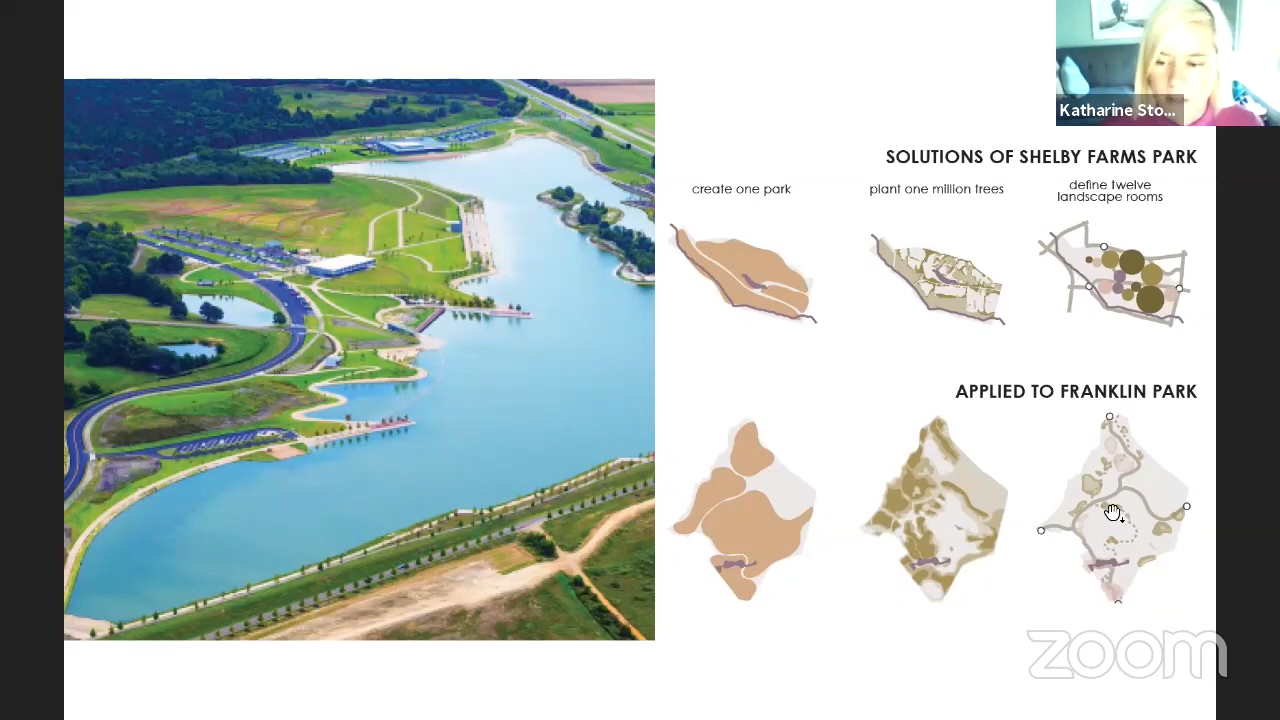 Katharine Sto...
SOLUTIONS OF SHELBY FARMS PARK
create one park
plant one million trees
define twelve
landscape rooms
APPLIED TO FRANKLIN PARK
zoom